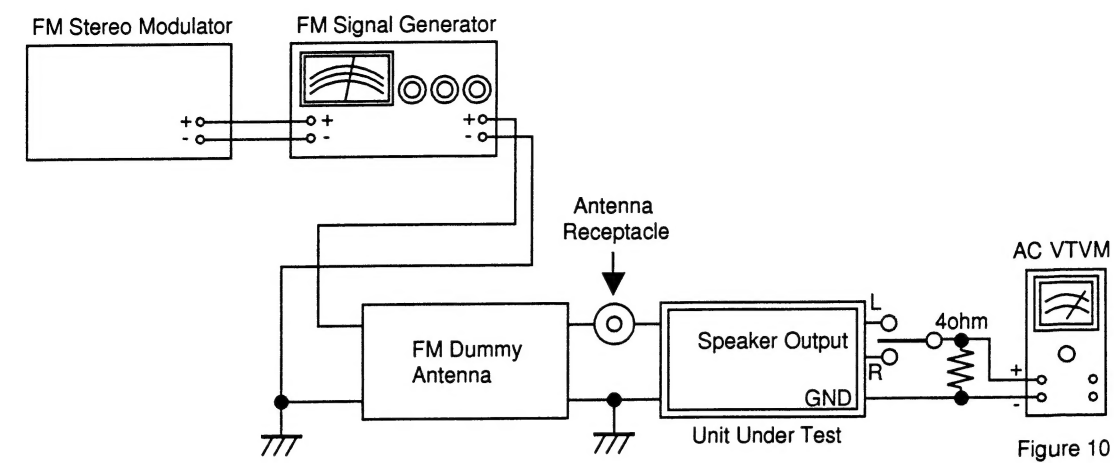 FM Stereo Modulator
FM Signal Generator
+ + +
- - -
Antenna
Receptacle
AC VTVM
L
4ohm
FM Dummy
Antenna
Speaker Output
R
+
GND
-
Unit Under Test
Figure 10